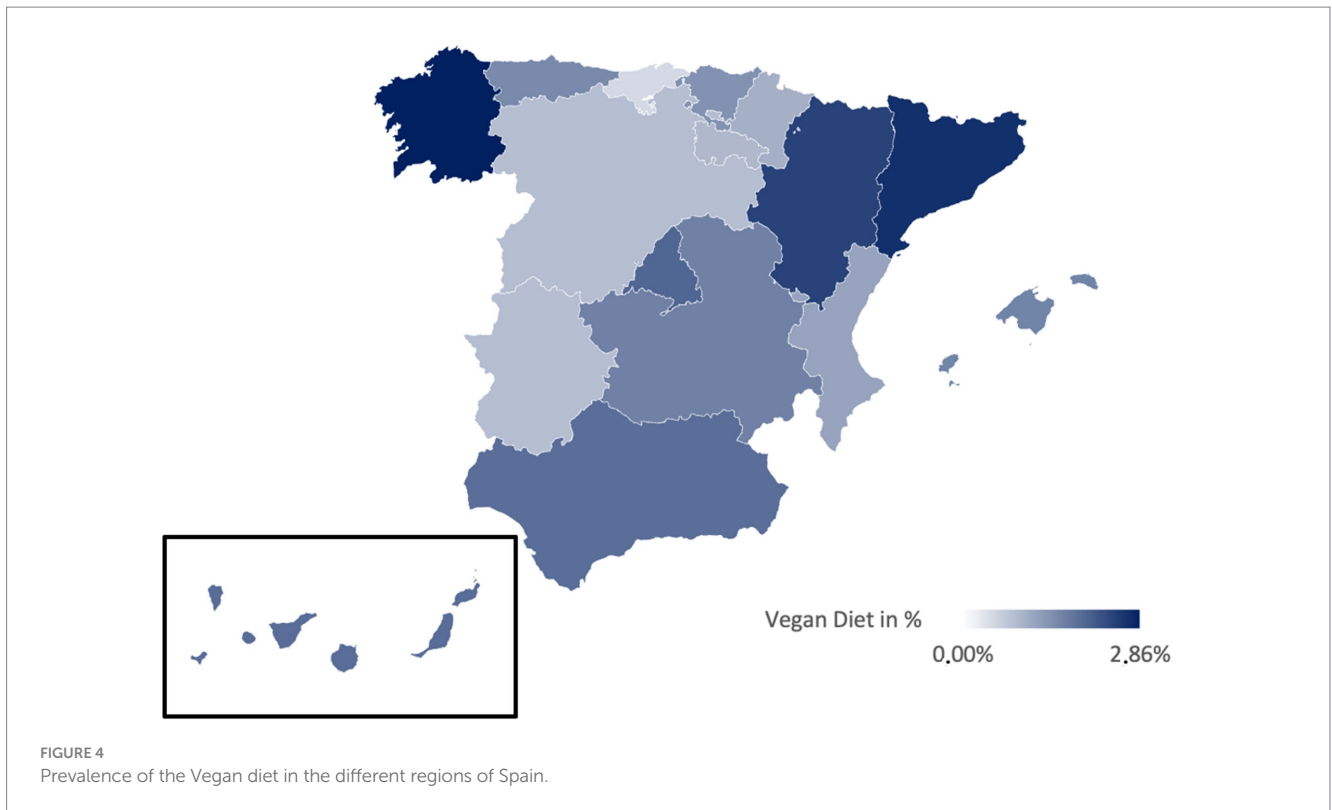 Vegan Diet in %
0.00% 2.86%
FIGURE 4
Prevalence of the Vegan diet in the different regions of Spain.